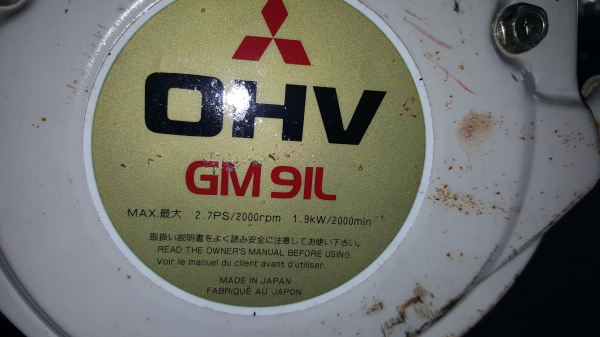 OHV
GM 91L
MAX.最大 2.7PS/2000rpm 1.9kW/2000min⁻¹
取扱い説明書をよく読み安全に注意してお使い下さい。
READ THE OWNER'S MANUAL BEFORE USING.
Voir le manuel du client avant d'utiliser.
MADE IN JAPAN
FABRIQUÉ AU JAPON